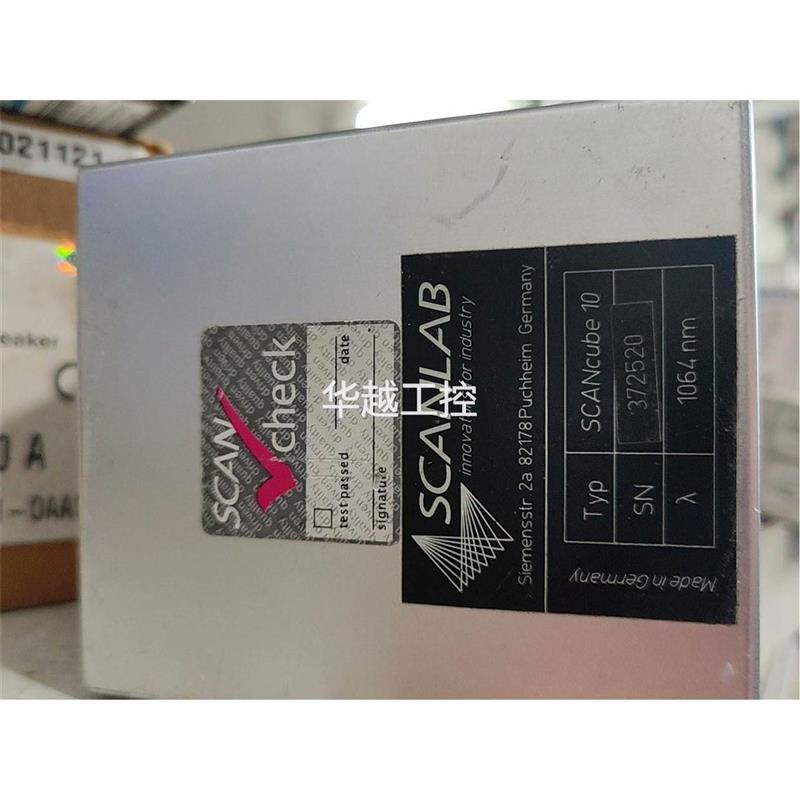 021121
eaker
0 A
-0AA
SCAN
check
test passed
date
signature
华越工控
SCANLAB
innovators for industry
Siemensstr. 2a 82178 Puchheim Germany
Typ SCANcube 10
SN 372520
λ 1064 nm
Made in Germany